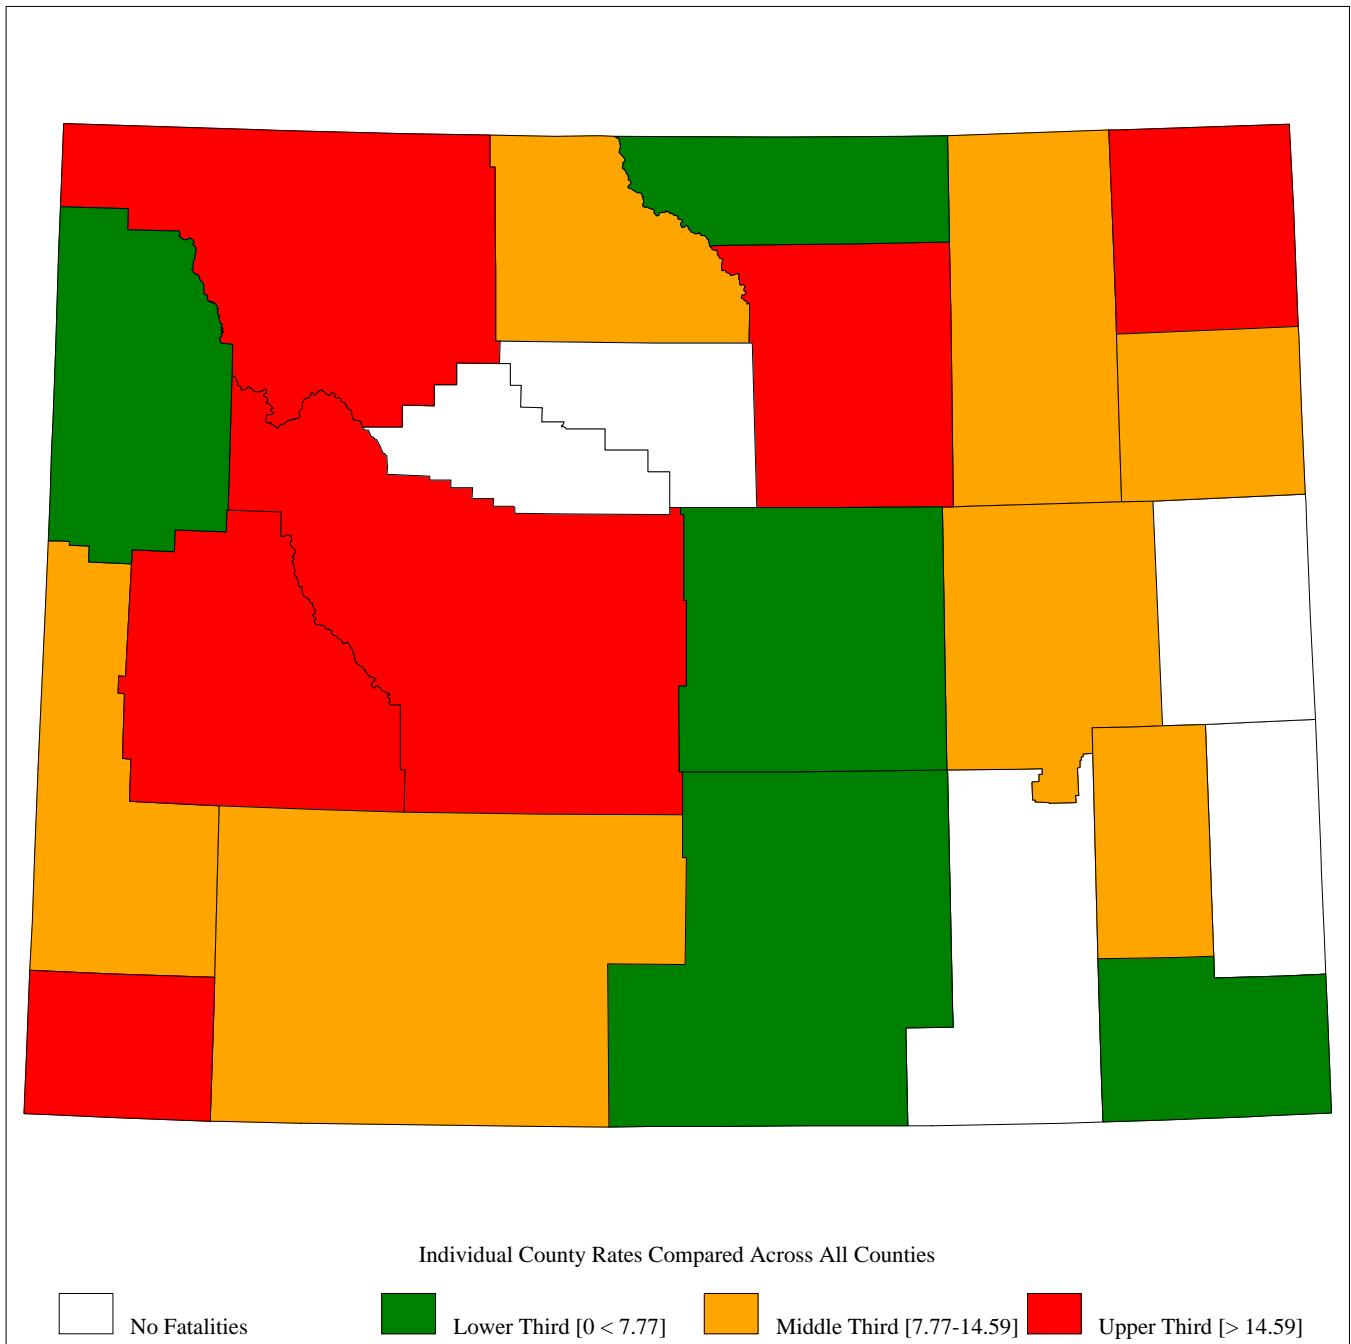 Individual County Rates Compared Across All Counties
No Fatalities Lower Third [0 < 7.77] Middle Third [7.77-14.59] Upper Third [> 14.59]